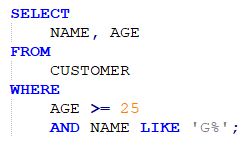 SELECT
NAME, AGE
FROM
CUSTOMER
WHERE
AGE >= 25
AND NAME LIKE 'G%';